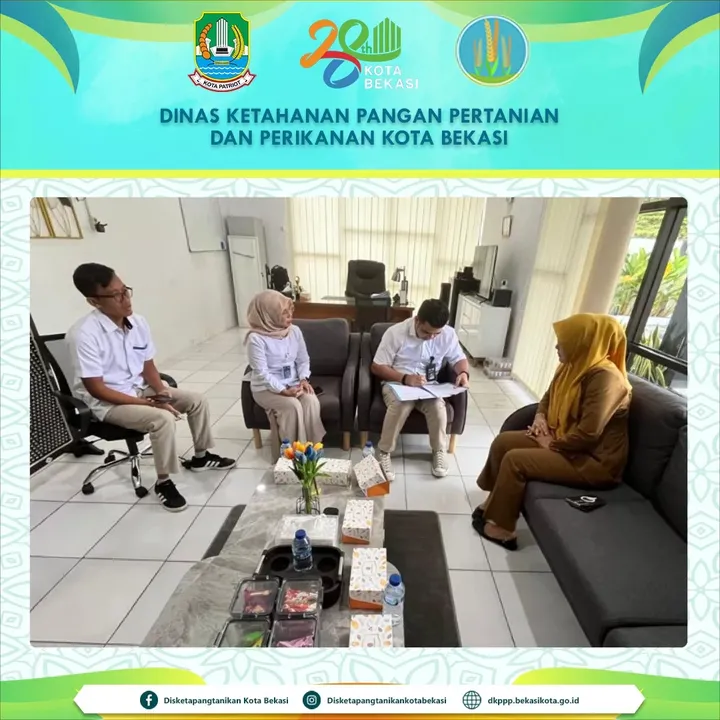 KOTA PATRIOT
28th
KOTA
BEKASI
DINAS KETAHANAN PANGAN PERTANIAN
DAN PERIKANAN KOTA BEKASI
Disketapangtanikan Kota Bekasi
Disketapangtanikankotabekasi
dkppp.bekasikota.go.id